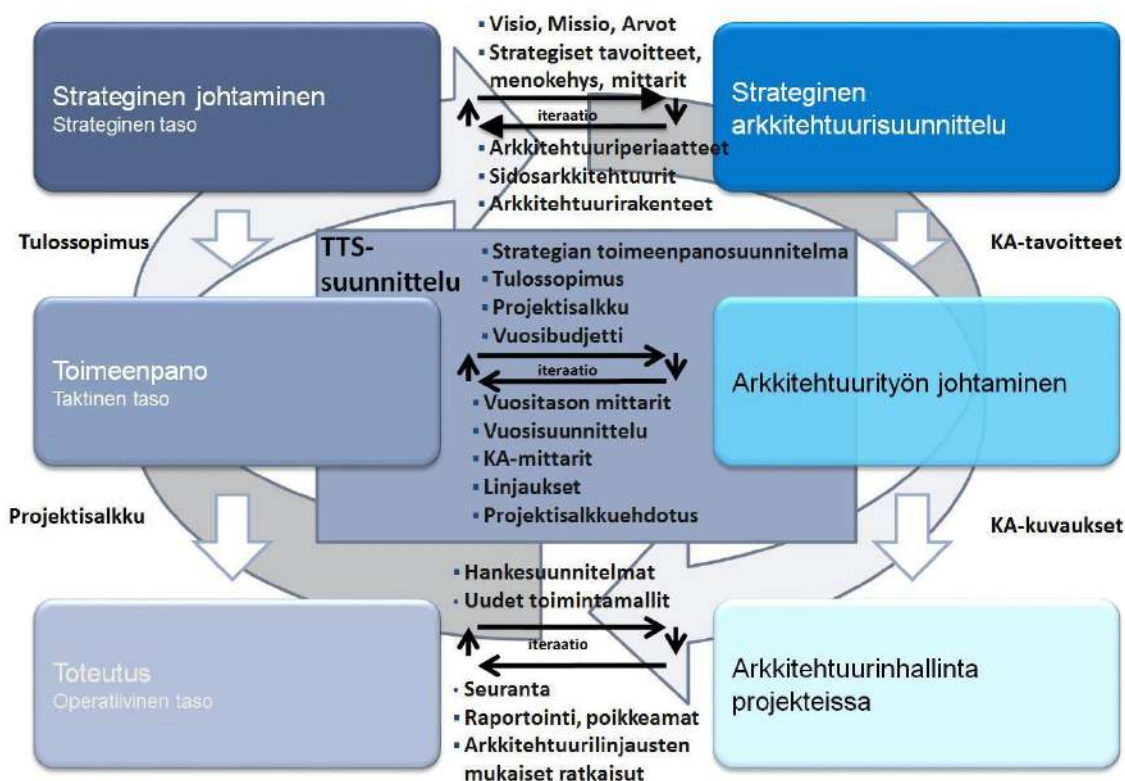 ▪ Visio, Missio, Arvot
▪ Strategiset tavoitteet,
menokehys, mittarit
Strateginen johtaminen
Strateginen taso
iteraatio
Strateginen
arkkitehtuurisuunnittelu
▪ Arkkitehtuuriperiaatteet
▪ Sidosarkkitehtuurit
▪ Arkkitehtuurirakenteet
Tulossopimus
KA-tavoitteet
TTS-
suunnittelu
▪ Strategian toimeenpanosuunnitelma
▪ Tulossopimus
▪ Projektisalkku
▪ Vuosibudjetti
Toimeenpano
Taktinen taso
iteraatio
Arkkitehtuurityön johtaminen
▪ Vuositason mittarit
▪ Vuosisuunnittelu
▪ KA-mittarit
▪ Linjaukset
▪ Projektisalkkuehdotus
Projektisalkku
KA-kuvaukset
▪ Hankesuunnitelmat
▪ Uudet toimintamallit
Toteutus
Operatiivinen taso
iteraatio
Arkkitehtuurinhallinta
projekteissa
▪ Seuranta
▪ Raportointi, poikkeamat
▪ Arkkitehtuurilinjausten
mukaiset ratkaisut